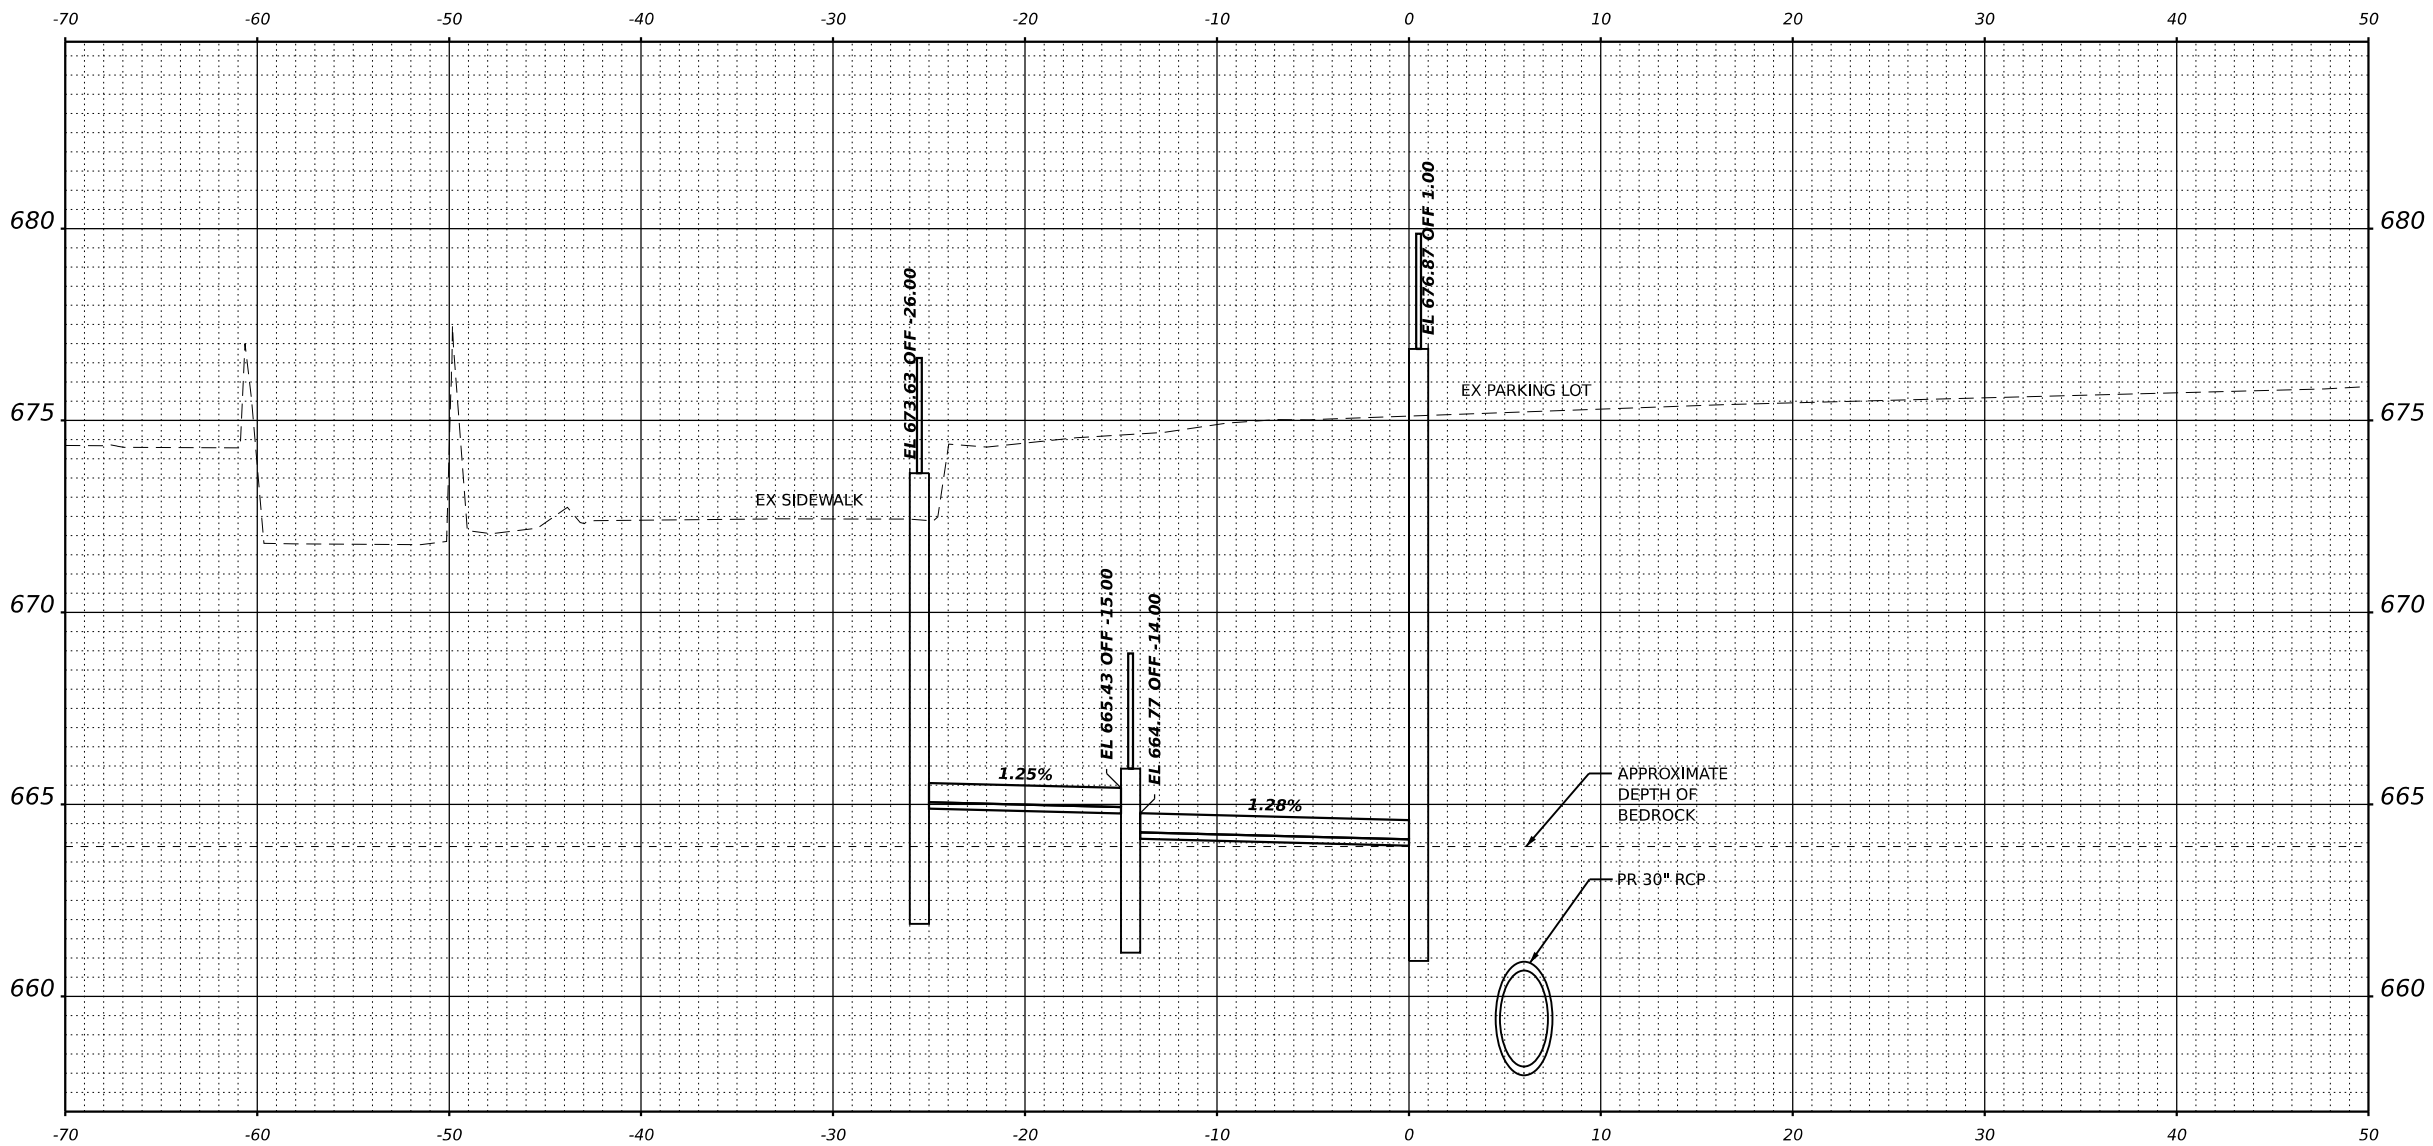 -70 -60 -50 -40 -30 -20 -10 0 10 20 30 40 50
EL 676.87 OFF 1.00
680 680
EL 673.63 OFF -26.00
EX PARKING LOT
675 675
EX SIDEWALK
EL 665.43 OFF -15.00
EL 664.77 OFF -14.00
670 670
1.25%
APPROXIMATE
DEPTH OF
BEDROCK
1.28%
665 665
PR 30" RCP
660 660
-70 -60 -50 -40 -30 -20 -10 0 10 20 30 40 50